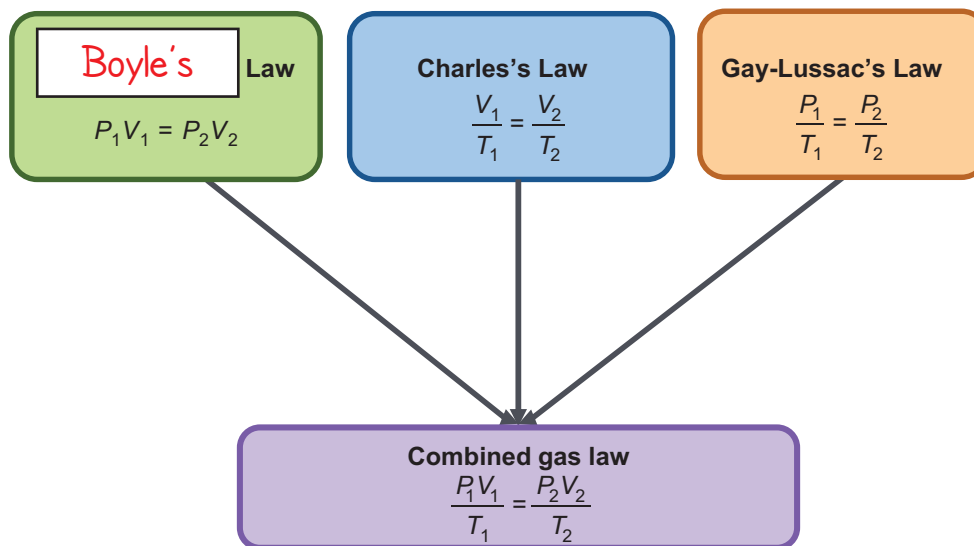 Boyle's Law
P₁V₁ = P₂V₂
Charles's Law
V₁/T₁ = V₂/T₂
Gay-Lussac's Law
P₁/T₁ = P₂/T₂
Combined gas law
P₁V₁/T₁ = P₂V₂/T₂